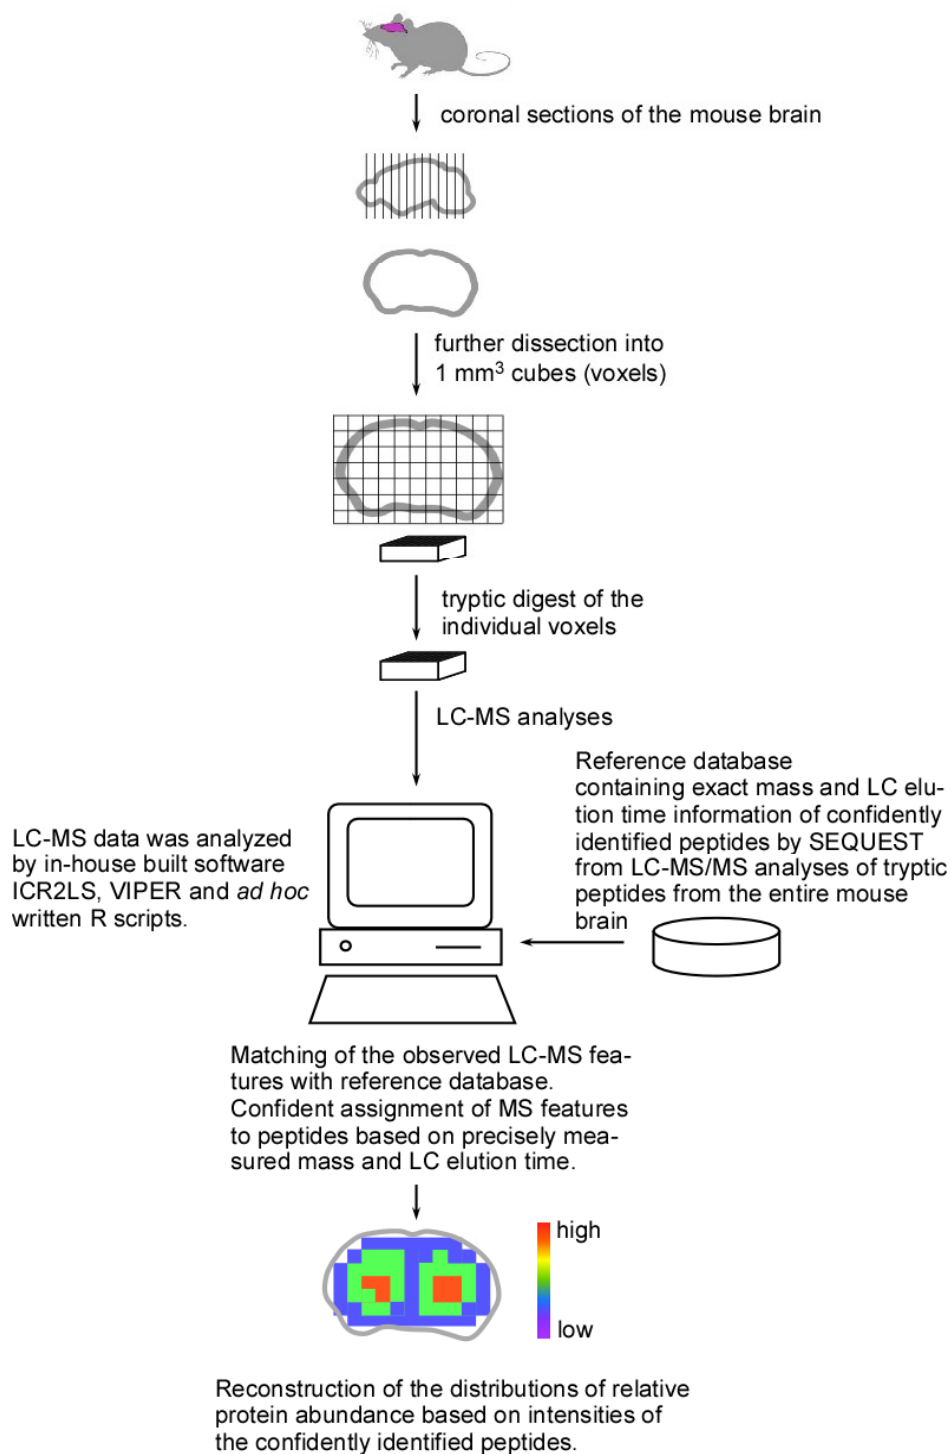 coronal sections of the mouse brain
further dissection into
1 mm³ cubes (voxels)
tryptic digest of the
individual voxels
LC-MS analyses
Reference database
containing exact mass and LC elu-
tion time information of confidently
identified peptides by SEQUEST
from LC-MS/MS analyses of tryptic
peptides from the entire mouse
brain
LC-MS data was analyzed
by in-house built software
ICR2LS, VIPER and ad hoc
written R scripts.
Matching of the observed LC-MS fea-
tures with reference database.
Confident assignment of MS features
to peptides based on precisely mea-
sured mass and LC elution time.
high
low
Reconstruction of the distributions of relative
protein abundance based on intensities of
the confidently identified peptides.